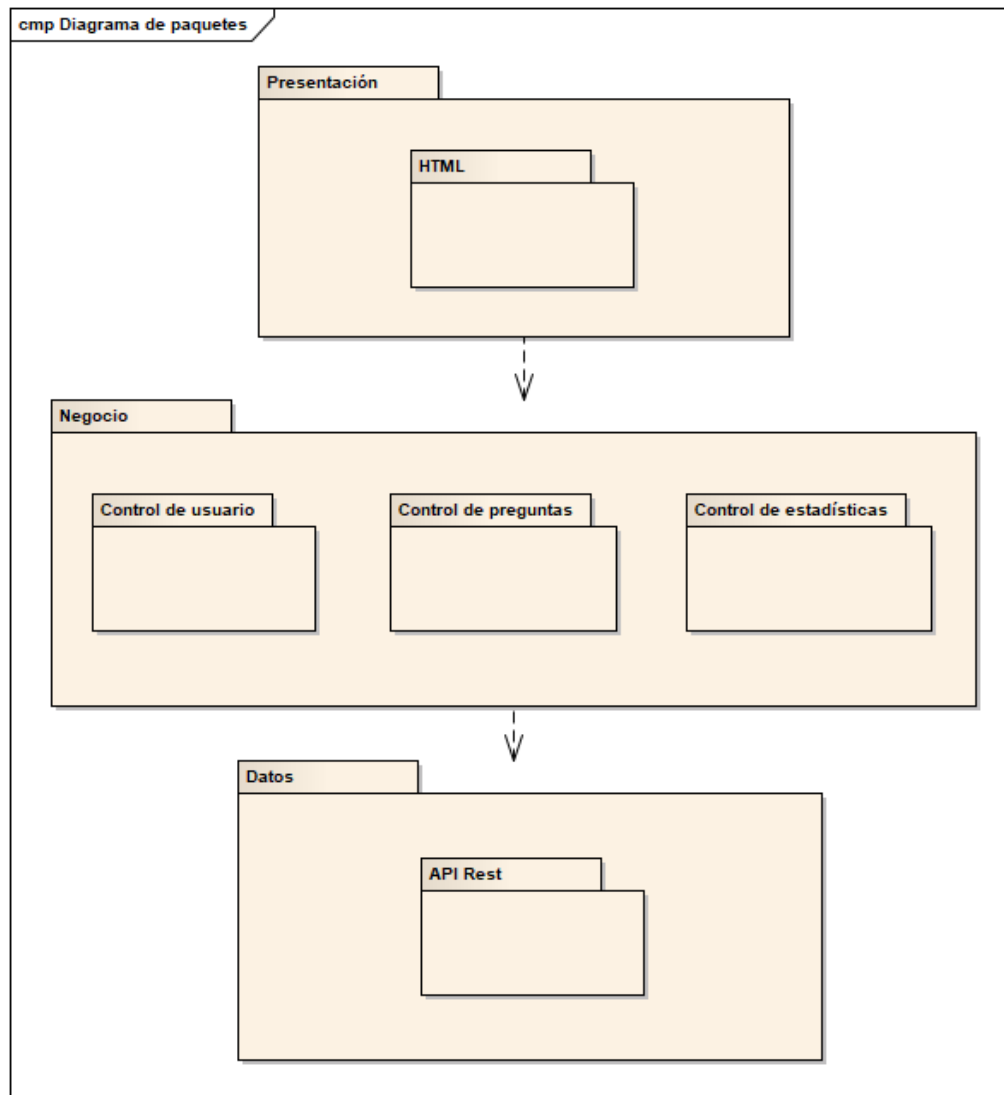 cmp Diagrama de paquetes
Presentación
HTML
Negocio
Control de usuario
Control de preguntas
Control de estadísticas
Datos
API Rest